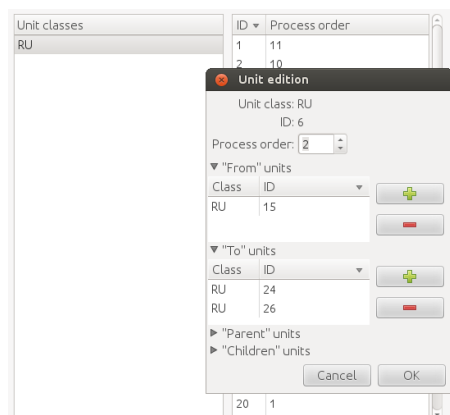 Unit classes ID Process order
RU 1 11
2 10
Unit edition
Unit class: RU
ID: 6
Process order: 2
"From" units
Class ID
RU 15
"To" units
Class ID
RU 24
RU 26
"Parent" units
"Children" units
Cancel OK
20 1